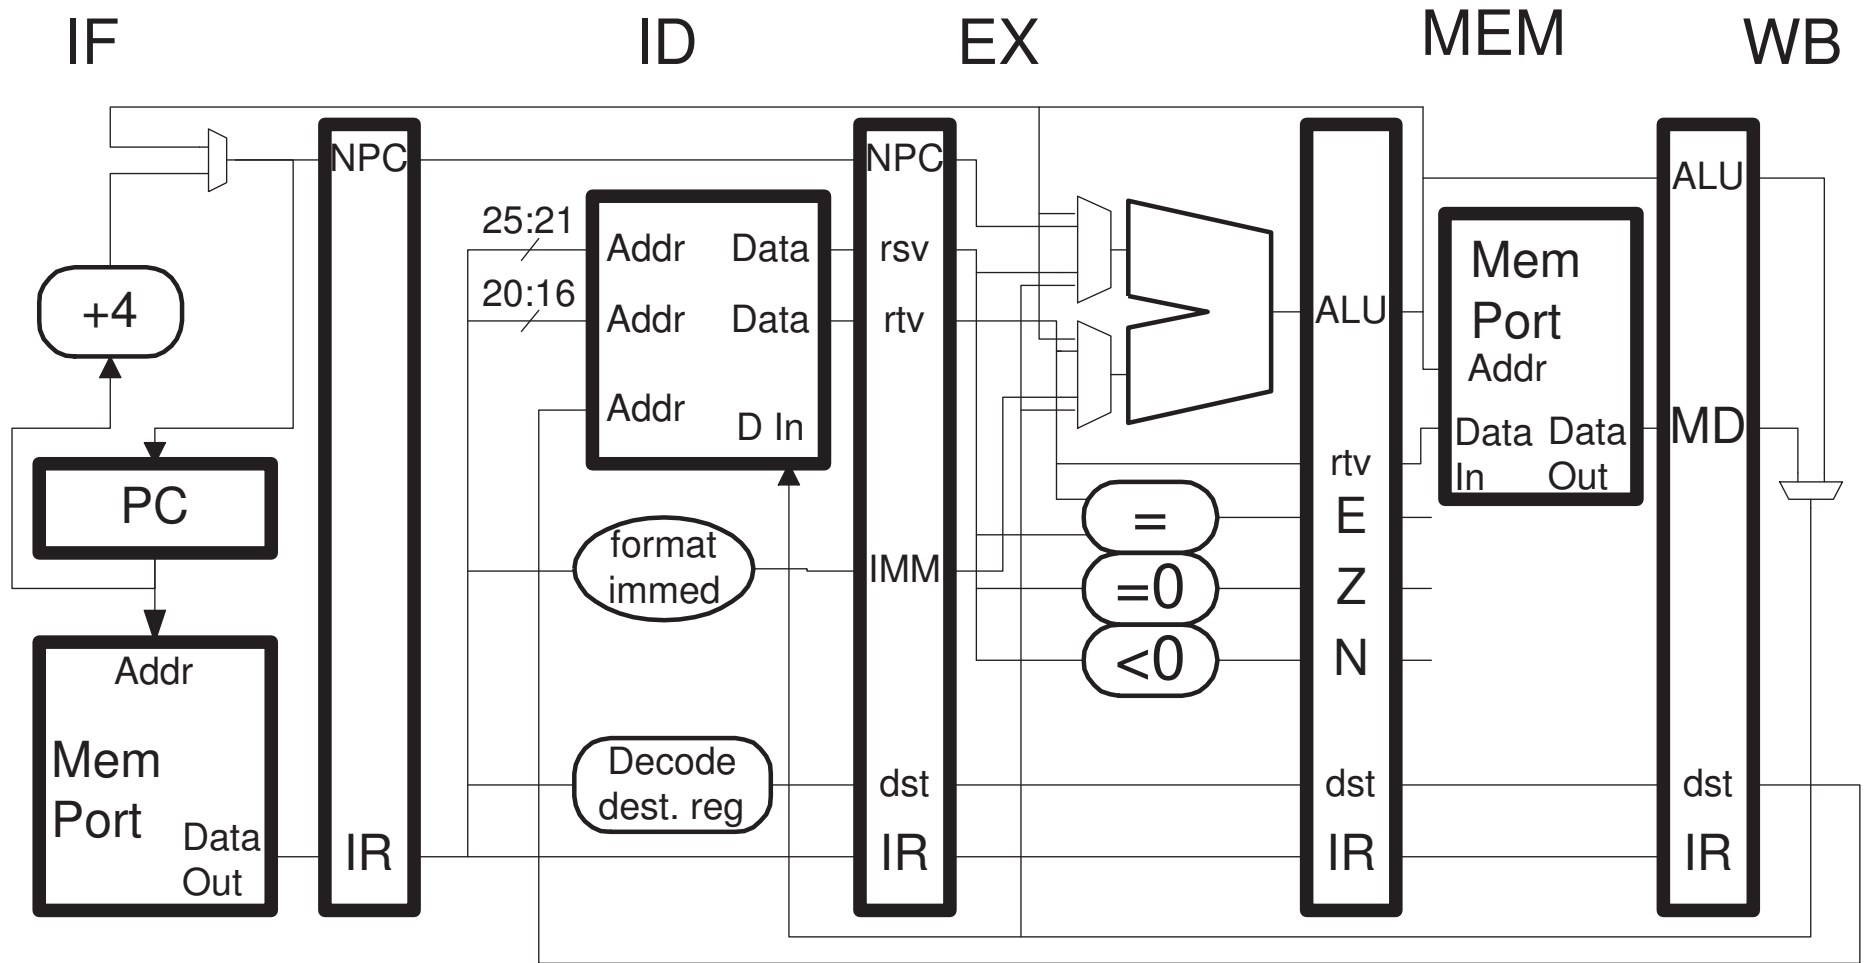 IF
ID
EX
MEM
WB
+4
PC
Addr
Mem
Port
Data
Out
NPC
IR
25:21
20:16
Addr
Data
Addr
Data
Addr
D In
format
immed
Decode
dest. reg
NPC
rsv
rtv
IMM
dst
IR
=
=0
<0
ALU
rtv
E
Z
N
dst
IR
Mem
Port
Addr
Data
In
Data
Out
ALU
MD
dst
IR